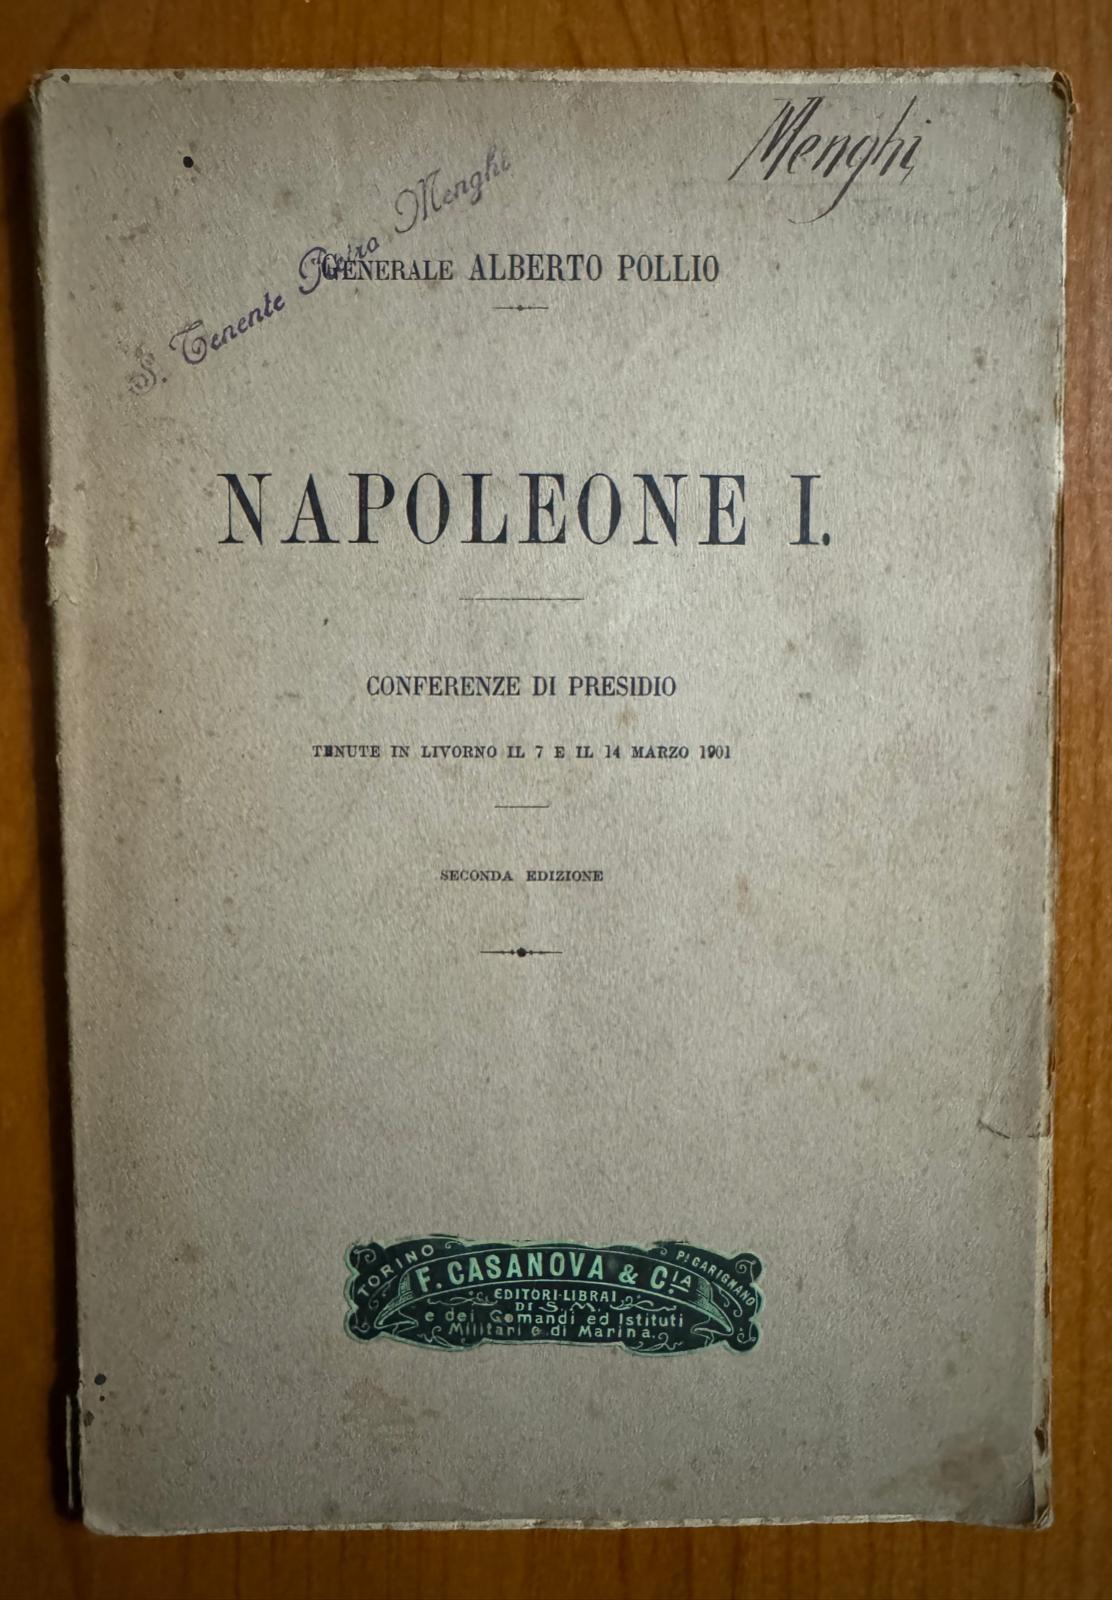 Menghi
S. Tenente Pietro Menghi
GENERALE ALBERTO POLLIO
NAPOLEONE I.
CONFERENZE DI PRESIDIO
TENUTE IN LIVORNO IL 7 E IL 14 MARZO 1901
SECONDA EDIZIONE
TORINO
F. CASANOVA & C.IA
P. CARIGNANO
EDITORI-LIBRAI
DI S. M.
e dei Comandi ed Istituti
Militari e di Marina.